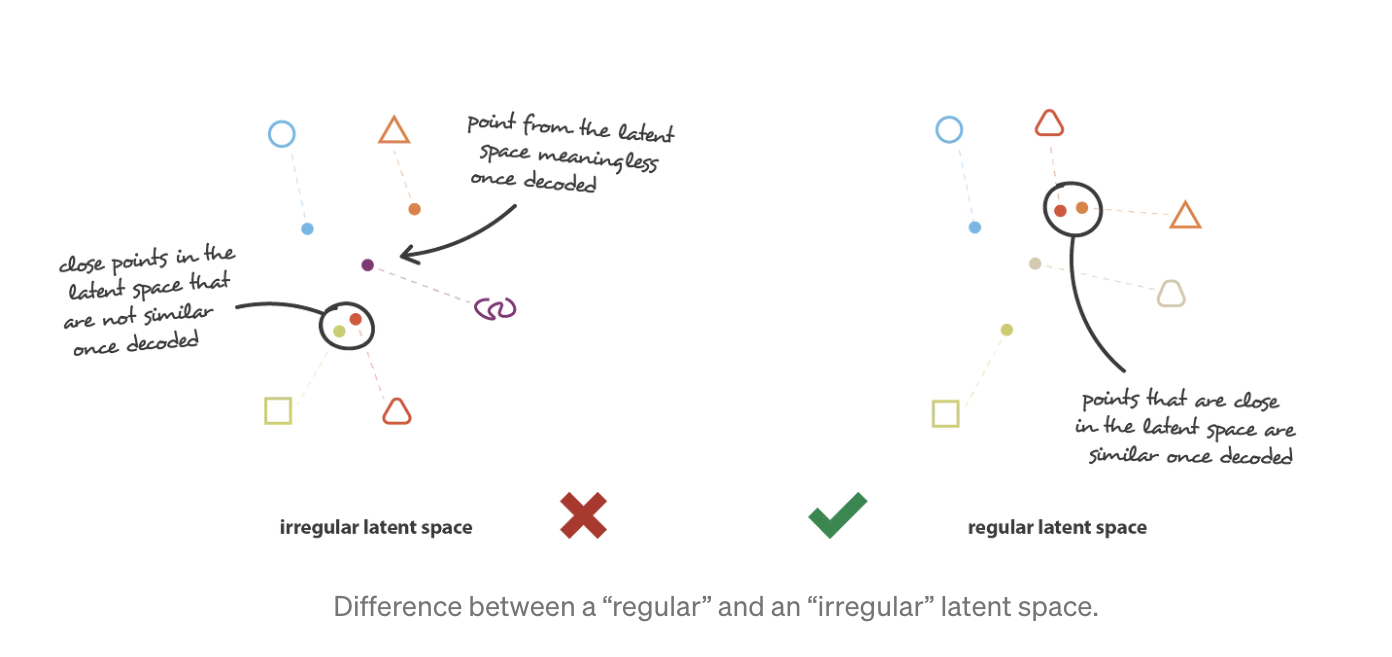 point from the latent
space meaningless
once decoded
close points in the
latent space that
are not similar
once decoded
points that are close
in the latent space are
similar once decoded
irregular latent space
regular latent space
Difference between a “regular” and an “irregular” latent space.